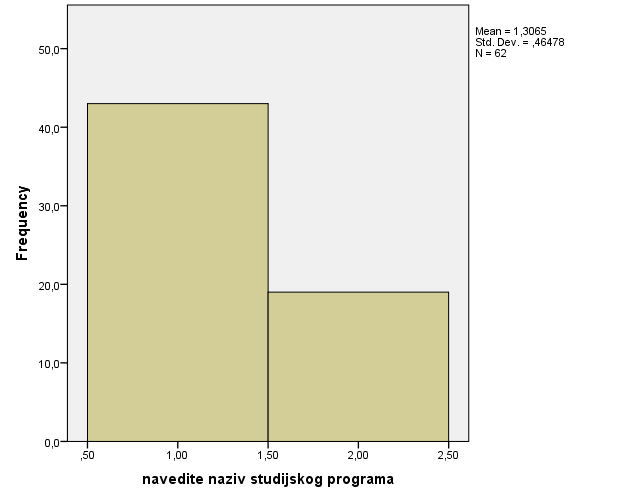 Mean = 1,3065
Std. Dev. = ,46478
N = 62
50,0
40,0
30,0
20,0
10,0
0,0
Frequency
,50
1,00
1,50
2,00
2,50
navedite naziv studijskog programa